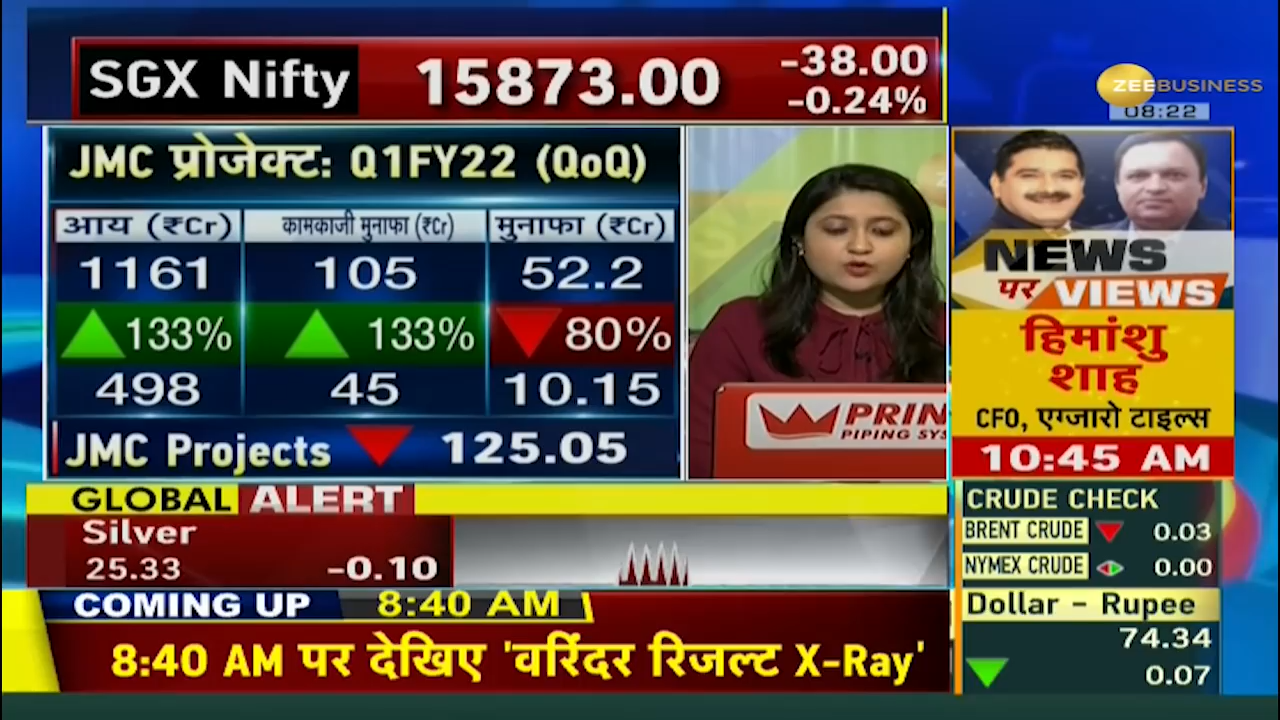 SGX Nifty 15873.00 -38.00
-0.24%
ZEEBUSINESS
08:22
JMC प्रोजेक्ट: Q1FY22 (QoQ)
आय (₹Cr) कामकाजी मुनाफा (₹Cr) मुनाफा (₹Cr)
1161 105 52.2
133% 133% 80%
498 45 10.15
JMC Projects 125.05
PRIN
PIPING SYS
NEWS
पर VIEWS
हिमांशु
शाह
CFO, एग्जारो टाइल्स
10:45 AM
GLOBAL ALERT
Silver
25.33 -0.10
CRUDE CHECK
BRENT CRUDE 0.03
NYMEX CRUDE 0.00
Dollar - Rupee
74.34
0.07
COMING UP 8:40 AM
8:40 AM पर देखिए 'वरिंदर रिजल्ट X-Ray'